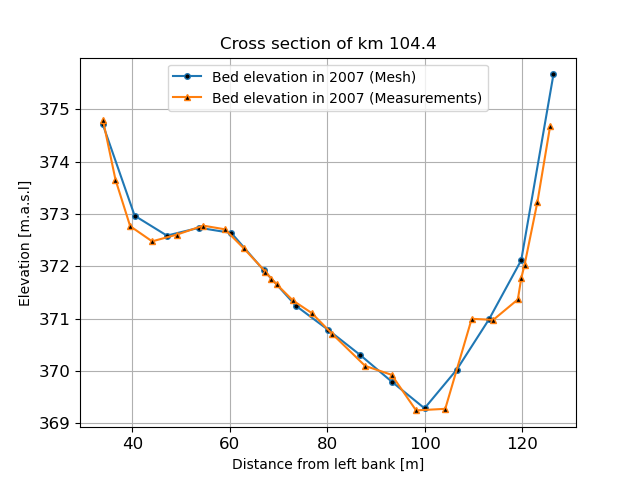 Cross section of km 104.4
Bed elevation in 2007 (Mesh)
Bed elevation in 2007 (Measurements)
Elevation [m.a.s.l]
375
374
373
372
371
370
369
40 60 80 100 120
Distance from left bank [m]